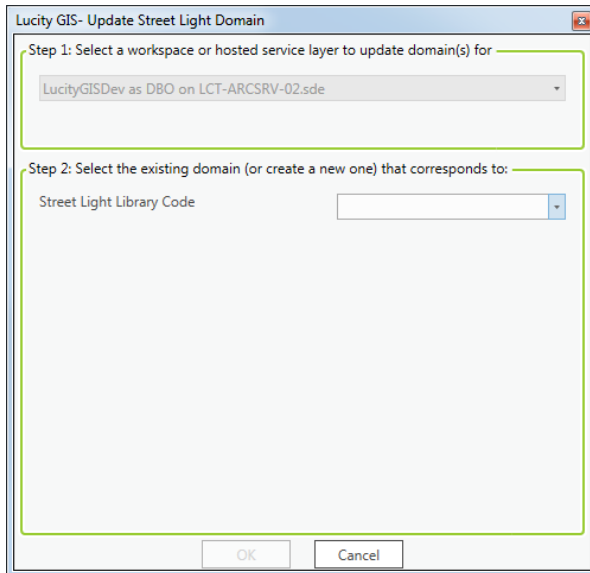 Lucity GIS- Update Street Light Domain
Step 1: Select a workspace or hosted service layer to update domain(s) for
LucityGISDev as DBO on LCT-ARCSRV-02.sde
Step 2: Select the existing domain (or create a new one) that corresponds to:
Street Light Library Code
OK
Cancel